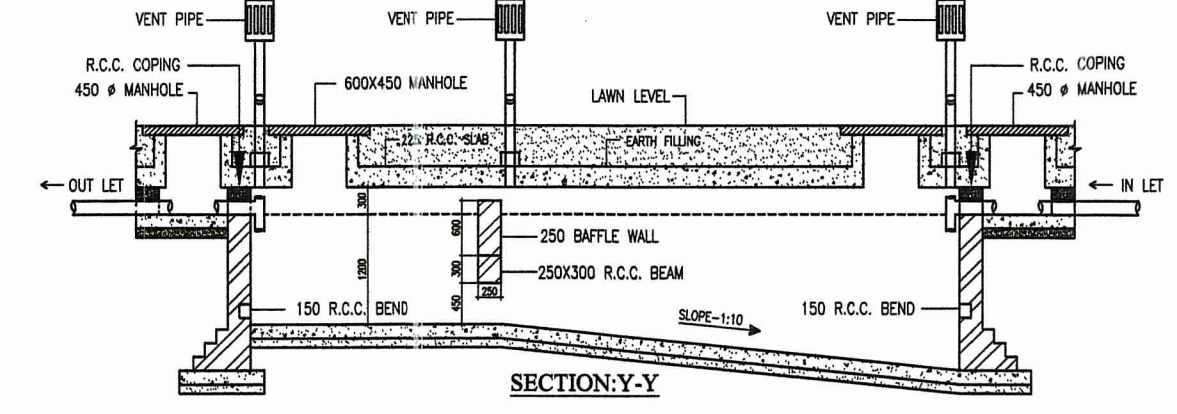 VENT PIPE
VENT PIPE
VENT PIPE
R.C.C. COPING
450 ø MANHOLE
600X450 MANHOLE
LAWN LEVEL
R.C.C. COPING
450 ø MANHOLE
225 R.C.C. SLAB
EARTH FILLING
OUT LET
IN LET
300
600
250 BAFFLE WALL
1200
300
250X300 R.C.C. BEAM
250
450
150 R.C.C. BEND
150 R.C.C. BEND
SLOPE-1:10
SECTION:Y-Y